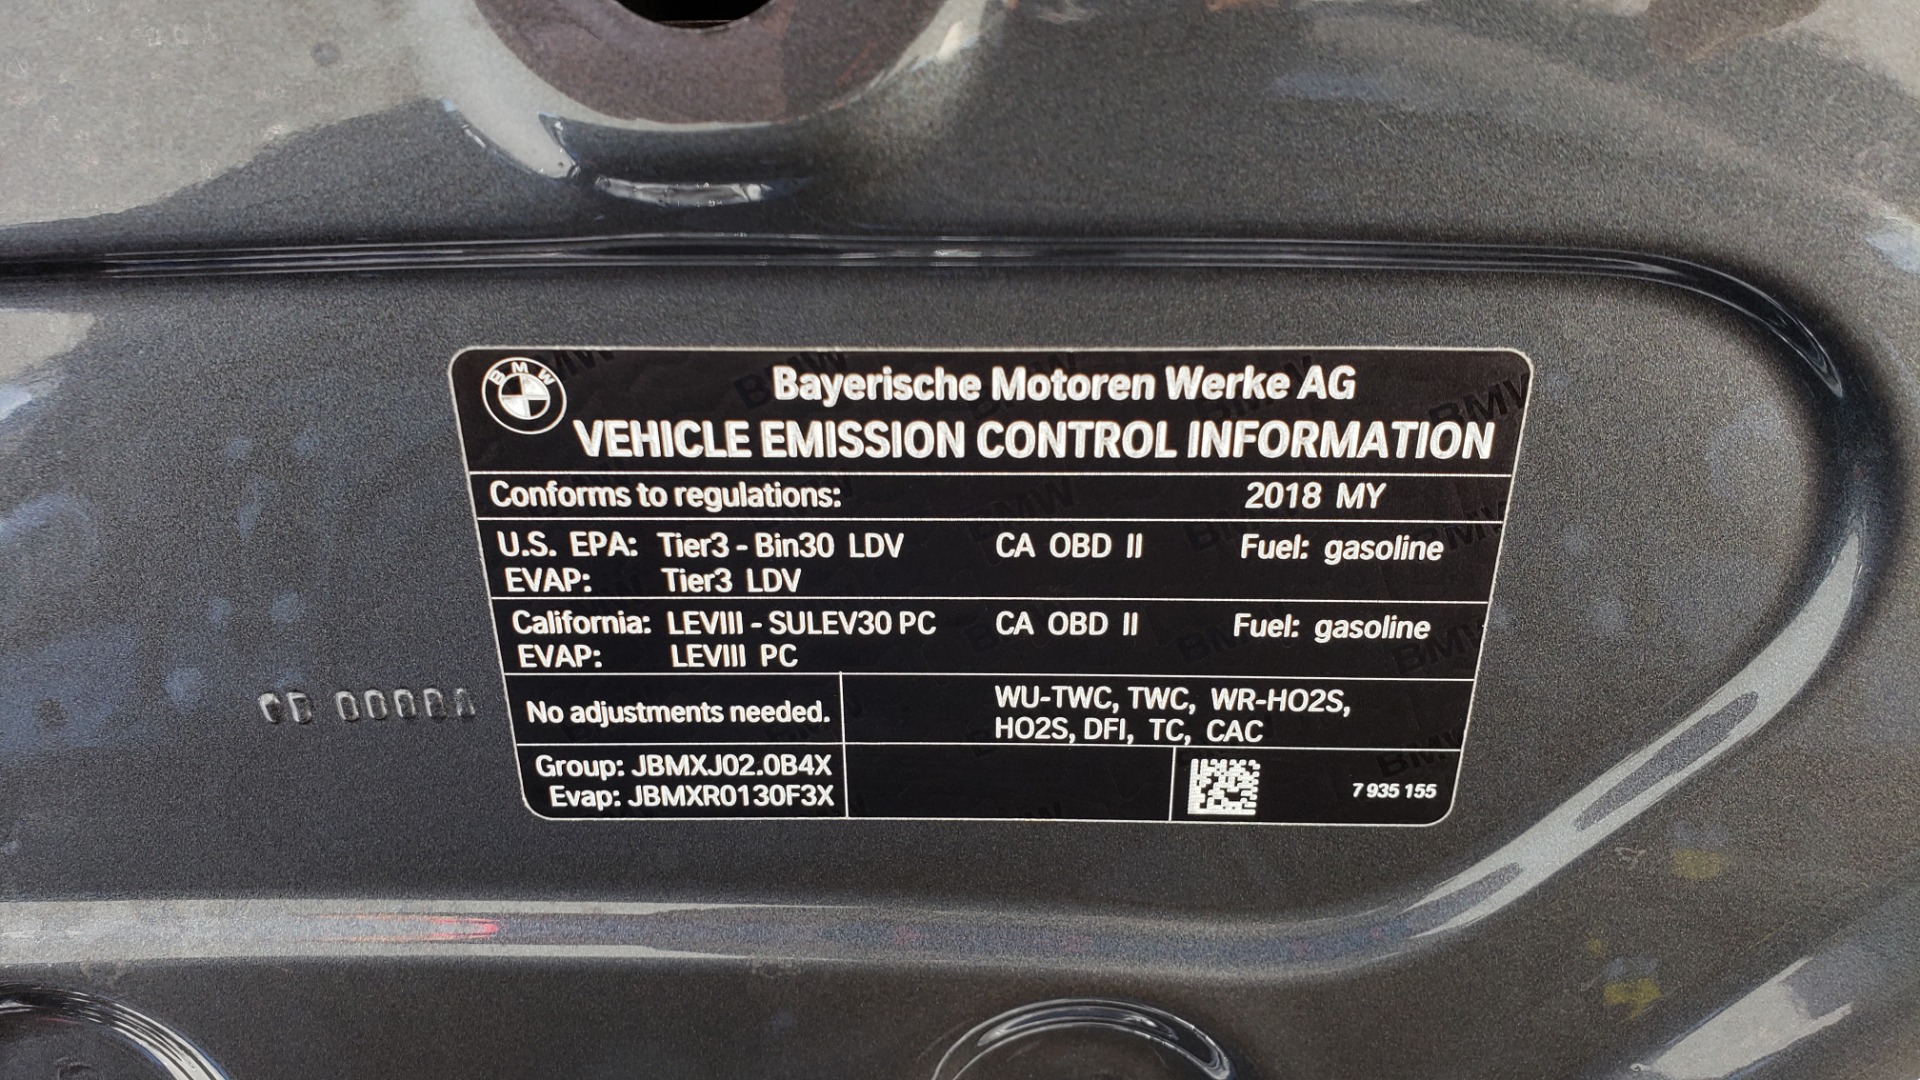 BMW
Bayerische Motoren Werke AG
VEHICLE EMISSION CONTROL INFORMATION
Conforms to regulations: 2018 MY
U.S. EPA: Tier3 - Bin30 LDV CA OBD II Fuel: gasoline
EVAP: Tier3 LDV
California: LEVIII - SULEV30 PC CA OBD II Fuel: gasoline
EVAP: LEVIII PC
No adjustments needed.
WU-TWC, TWC, WR-HO2S,
HO2S, DFI, TC, CAC
Group: JBMXJ02.0B4X
Evap: JBMXR0130F3X
7 935 155